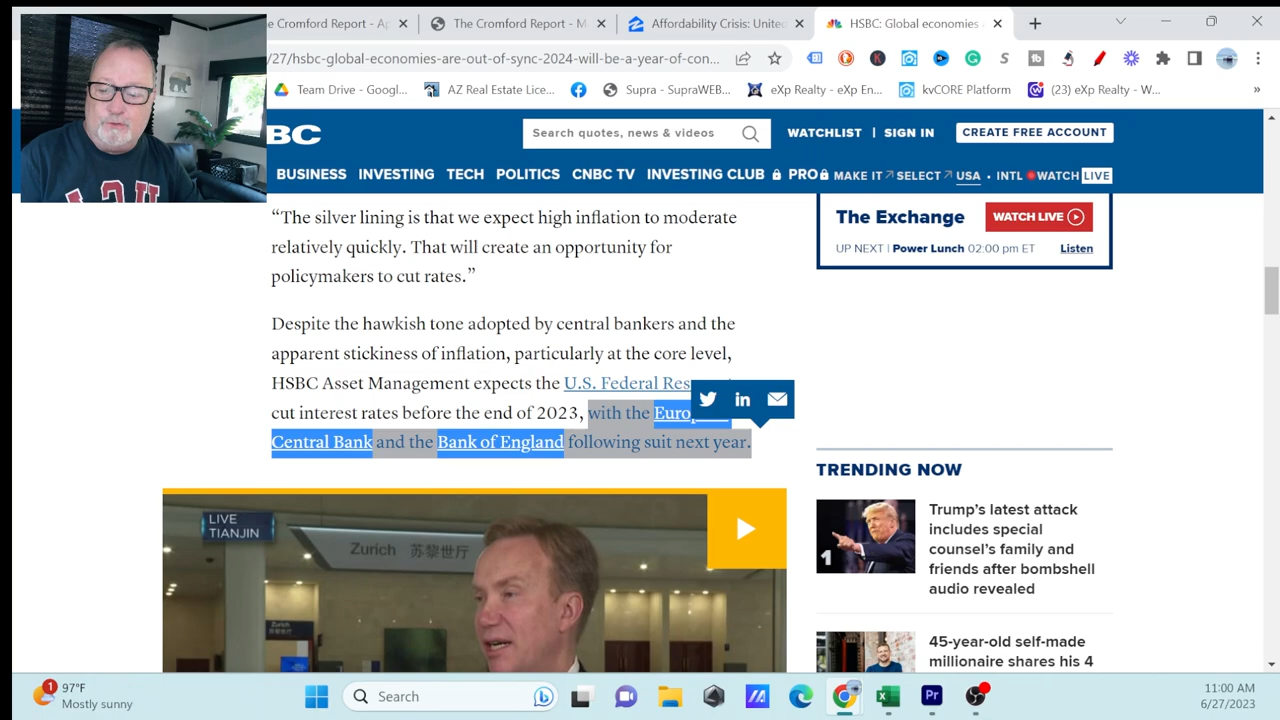 The Cromford Report - Ap
The Cromford Report - M
Affordability Crisis: Unite
HSBC: Global economies
/27/hsbc-global-economies-are-out-of-sync-2024-will-be-a-year-of-con...
Team Drive - Goog...
AZ Real Estate Lice...
Supra - SupraWEB
eXp Realty - eXp En...
kvCORE Platform
(23) eXp Realty - W...
»
BC
Search quotes, news & videos
WATCHLIST | SIGN IN
CREATE FREE ACCOUNT
BUSINESS INVESTING TECH POLITICS CNBC TV INVESTING CLUB PRO
MAKE IT SELECT USA • INTL WATCH LIVE
“The silver lining is that we expect high inflation to moderate
relatively quickly. That will create an opportunity for
policymakers to cut rates.”
Despite the hawkish tone adopted by central bankers and the
apparent stickiness of inflation, particularly at the core level,
HSBC Asset Management expects the U.S. Federal Res
cut interest rates before the end of 2023, with the Europ
Central Bank and the Bank of England following suit next year.
LIVE
TIANJIN
Zurich 苏黎世厅
Zurich
The Exchange
WATCH LIVE
UP NEXT | Power Lunch 02:00 pm ET
Listen
TRENDING NOW
1
Trump’s latest attack
includes special
counsel’s family and
friends after bombshell
audio revealed
45-year-old self-made
millionaire shares his 4
1
97°F
Mostly sunny
Search
11:00 AM
6/27/2023